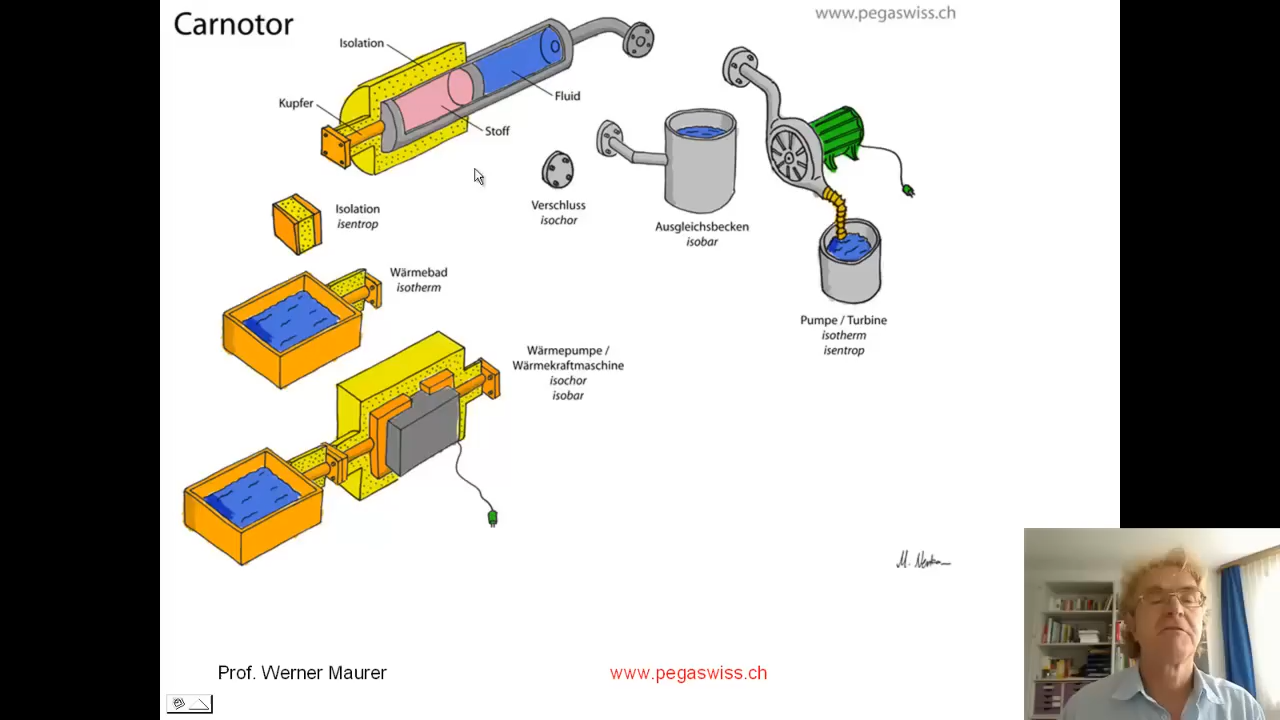 Carnotor
www.pegaswiss.ch
Isolation
Kupfer
Fluid
Stoff
Verschluss
isochor
Ausgleichsbecken
isobar
Isolation
isentrop
Wärmebad
isotherm
Pumpe / Turbine
isotherm
isentrop
Wärmepumpe /
Wärmekraftmaschine
isochor
isobar
Prof. Werner Maurer
www.pegaswiss.ch